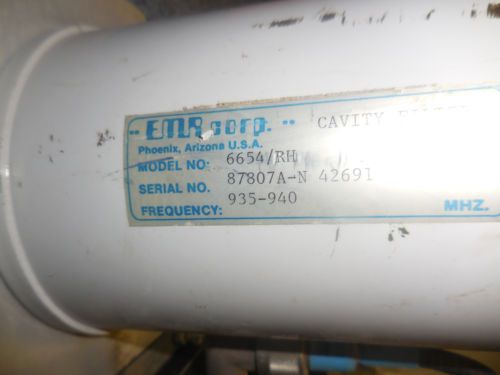 -- EMR corp. -- CAVITY
Phoenix, Arizona U.S.A.
MODEL NO: 6654/RH
SERIAL NO. 87807A-N 42691
FREQUENCY: 935-940 MHZ.